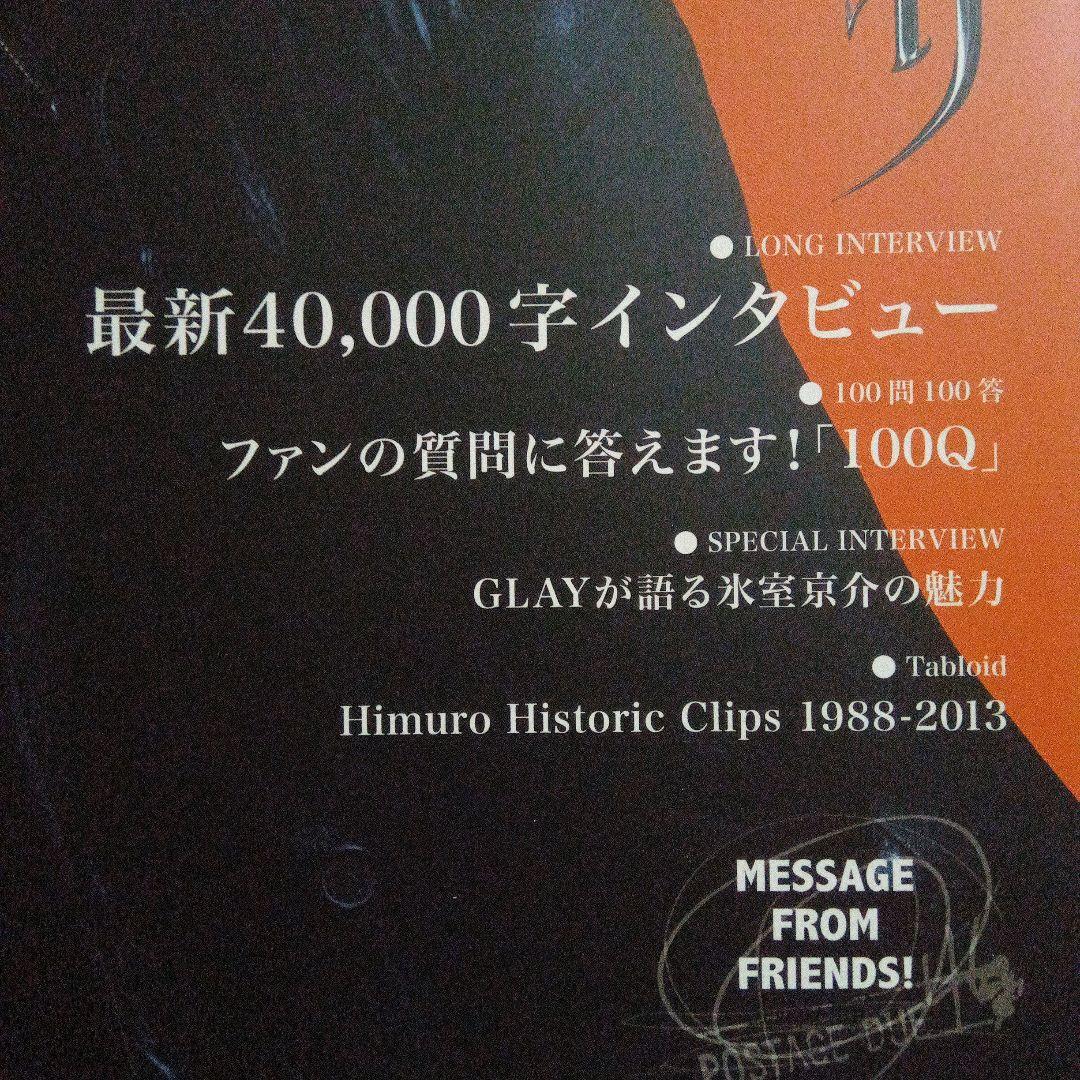 ● LONG INTERVIEW
最新40,000字インタビュー
● 100問100答
ファンの質問に答えます!「100Q」
● SPECIAL INTERVIEW
GLAYが語る氷室京介の魅力
● Tabloid
Himuro Historic Clips 1988-2013
MESSAGE
FROM
FRIENDS!
POSTAGE DUE